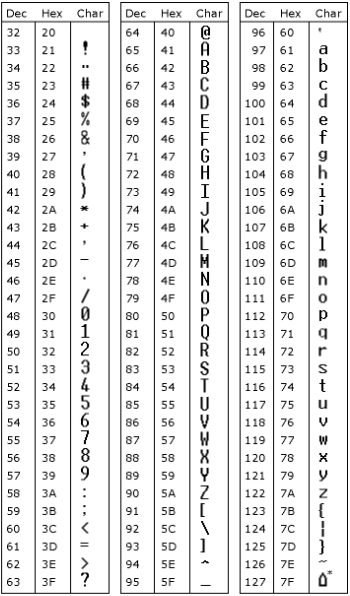 Dec Hex Char Dec Hex Char Dec Hex Char
32 20 64 40 @ 96 60 '
33 21 ! 65 41 A 97 61 a
34 22 " 66 42 B 98 62 b
35 23 # 67 43 C 99 63 c
36 24 $ 68 44 D 100 64 d
37 25 % 69 45 E 101 65 e
38 26 & 70 46 F 102 66 f
39 27 ' 71 47 G 103 67 g
40 28 ( 72 48 H 104 68 h
41 29 ) 73 49 I 105 69 i
42 2A * 74 4A J 106 6A j
43 2B + 75 4B K 107 6B k
44 2C , 76 4C L 108 6C l
45 2D - 77 4D M 109 6D m
46 2E . 78 4E N 110 6E n
47 2F / 79 4F O 111 6F o
48 30 0 80 50 P 112 70 p
49 31 1 81 51 Q 113 71 q
50 32 2 82 52 R 114 72 r
51 33 3 83 53 S 115 73 s
52 34 4 84 54 T 116 74 t
53 35 5 85 55 U 117 75 u
54 36 6 86 56 V 118 76 v
55 37 7 87 57 W 119 77 w
56 38 8 88 58 X 120 78 x
57 39 9 89 59 Y 121 79 y
58 3A : 90 5A Z 122 7A z
59 3B ; 91 5B [ 123 7B {
60 3C < 92 5C \ 124 7C ¦
61 3D = 93 5D ] 125 7D }
62 3E > 94 5E ^ 126 7E ~
63 3F ? 95 5F _ 127 7F ⌂*